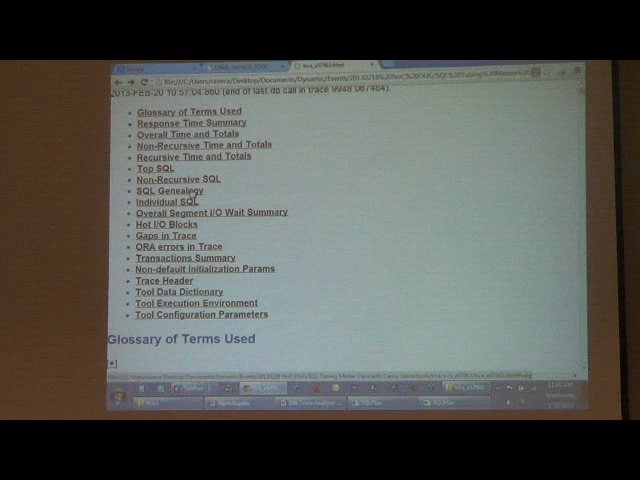 trca_e57963.html
2013-FEB-20 10:57:04.860 (end of last db call in trace 9948.067464).
Glossary of Terms Used
Response Time Summary
Overall Time and Totals
Non-Recursive Time and Totals
Recursive Time and Totals
Top SQL
Non-Recursive SQL
SQL Genealogy
Individual SQL
Overall Segment I/O Wait Summary
Hot I/O Blocks
Gaps in Trace
ORA errors in Trace
Transactions Summary
Non-default Initialization Params
Trace Header
Tool Data Dictionary
Tool Execution Environment
Tool Configuration Parameters
Glossary of Terms Used
[+]